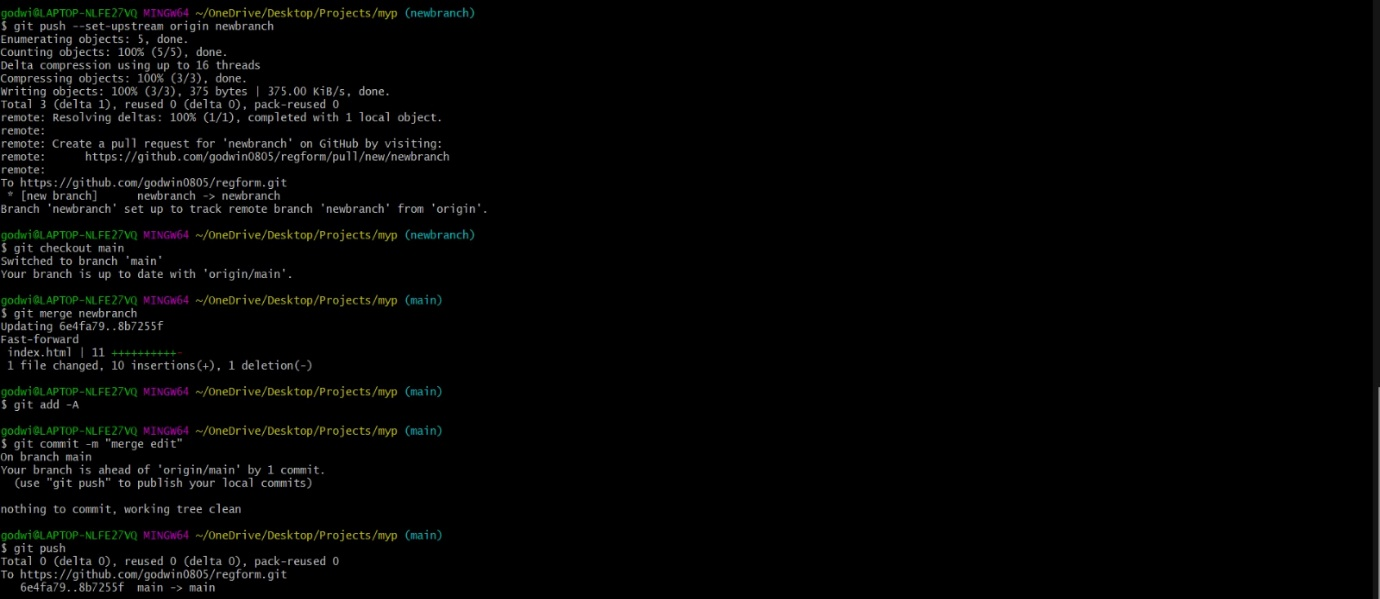 godwi@LAPTOP-NLFE27VQ MINGW64 ~/OneDrive/Desktop/Projects/myp (newbranch)
$ git push --set-upstream origin newbranch
Enumerating objects: 5, done.
Counting objects: 100% (5/5), done.
Delta compression using up to 16 threads
Compressing objects: 100% (3/3), done.
Writing objects: 100% (3/3), 375 bytes | 375.00 KiB/s, done.
Total 3 (delta 1), reused 0 (delta 0), pack-reused 0
remote: Resolving deltas: 100% (1/1), completed with 1 local object.
remote:
remote: Create a pull request for 'newbranch' on GitHub by visiting:
remote:      https://github.com/godwin0805/regform/pull/new/newbranch
remote:
To https://github.com/godwin0805/regform.git
 * [new branch]      newbranch -> newbranch
Branch 'newbranch' set up to track remote branch 'newbranch' from 'origin'.
godwi@LAPTOP-NLFE27VQ MINGW64 ~/OneDrive/Desktop/Projects/myp (newbranch)
$ git checkout main
Switched to branch 'main'
Your branch is up to date with 'origin/main'.
godwi@LAPTOP-NLFE27VQ MINGW64 ~/OneDrive/Desktop/Projects/myp (main)
$ git merge newbranch
Updating 6e4fa79..8b7255f
Fast-forward
 index.html | 11 ++++++++++-
 1 file changed, 10 insertions(+), 1 deletion(-)
godwi@LAPTOP-NLFE27VQ MINGW64 ~/OneDrive/Desktop/Projects/myp (main)
$ git add -A
godwi@LAPTOP-NLFE27VQ MINGW64 ~/OneDrive/Desktop/Projects/myp (main)
$ git commit -m "merge edit"
On branch main
Your branch is ahead of 'origin/main' by 1 commit.
  (use "git push" to publish your local commits)
nothing to commit, working tree clean
godwi@LAPTOP-NLFE27VQ MINGW64 ~/OneDrive/Desktop/Projects/myp (main)
$ git push
Total 0 (delta 0), reused 0 (delta 0), pack-reused 0
To https://github.com/godwin0805/regform.git
   6e4fa79..8b7255f  main -> main